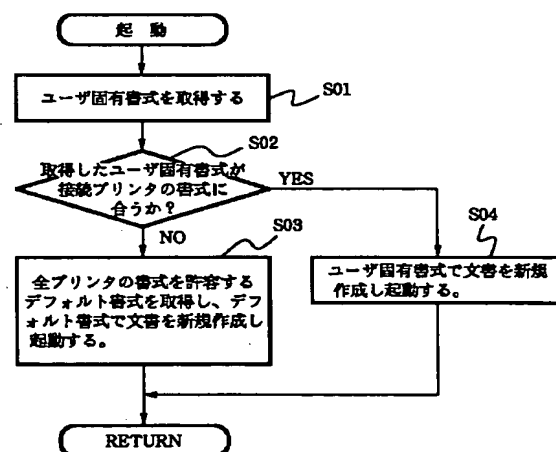 起 動
ユーザ固有書式を取得する
S01
S02
取得したユーザ固有書式が
接続プリンタの書式に
合うか？
YES
NO
S03
S04
全プリンタの書式を許容する
デフォルト書式を取得し、デフ
ォルト書式で文書を新規作成し
起動する。
ユーザ固有書式で文書を新規
作成し起動する。
RETURN